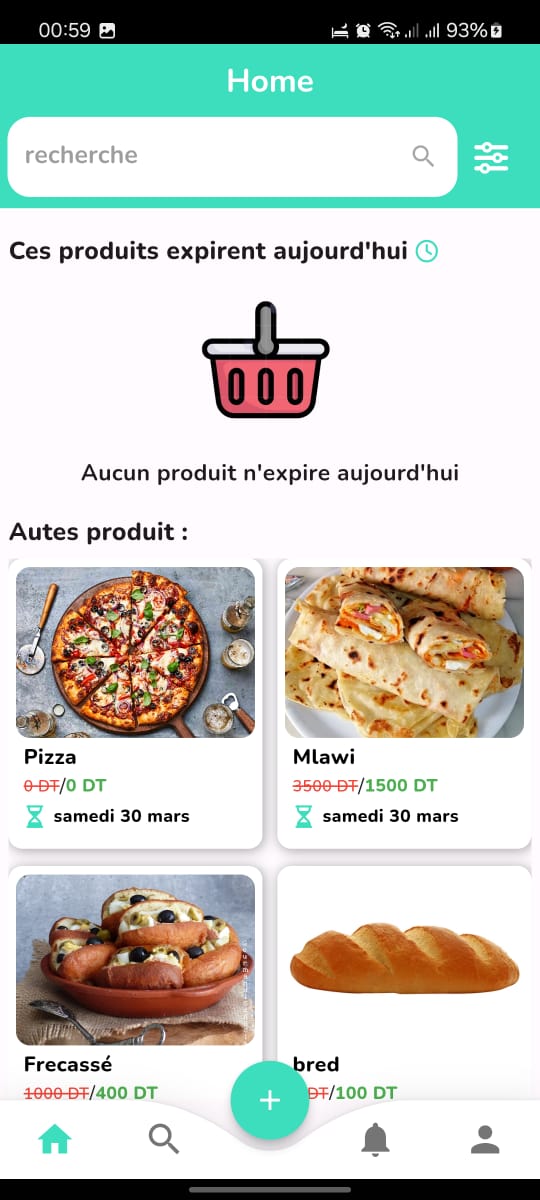 00:59
93%
Home
recherche
Ces produits expirent aujourd'hui
Aucun produit n'expire aujourd'hui
Autes produit :
Pizza
0 DT/0 DT
samedi 30 mars
Mlawi
3500 DT/1500 DT
samedi 30 mars
Frecassé
1000 DT/400 DT
bred
DT/100 DT